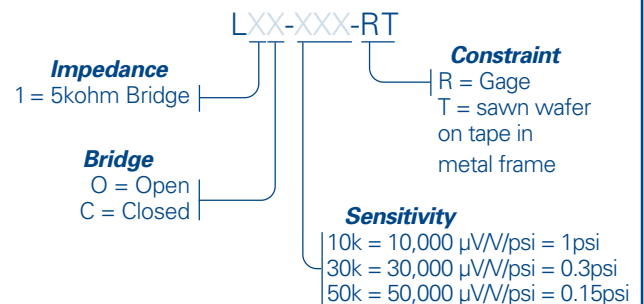 LXX-XXX-RT
Impedance
1 = 5kohm Bridge
Bridge
O = Open
C = Closed
Constraint
R = Gage
T = sawn wafer
on tape in
metal frame
Sensitivity
10k = 10,000 µV/V/psi = 1psi
30k = 30,000 µV/V/psi = 0.3psi
50k = 50,000 µV/V/psi = 0.15psi